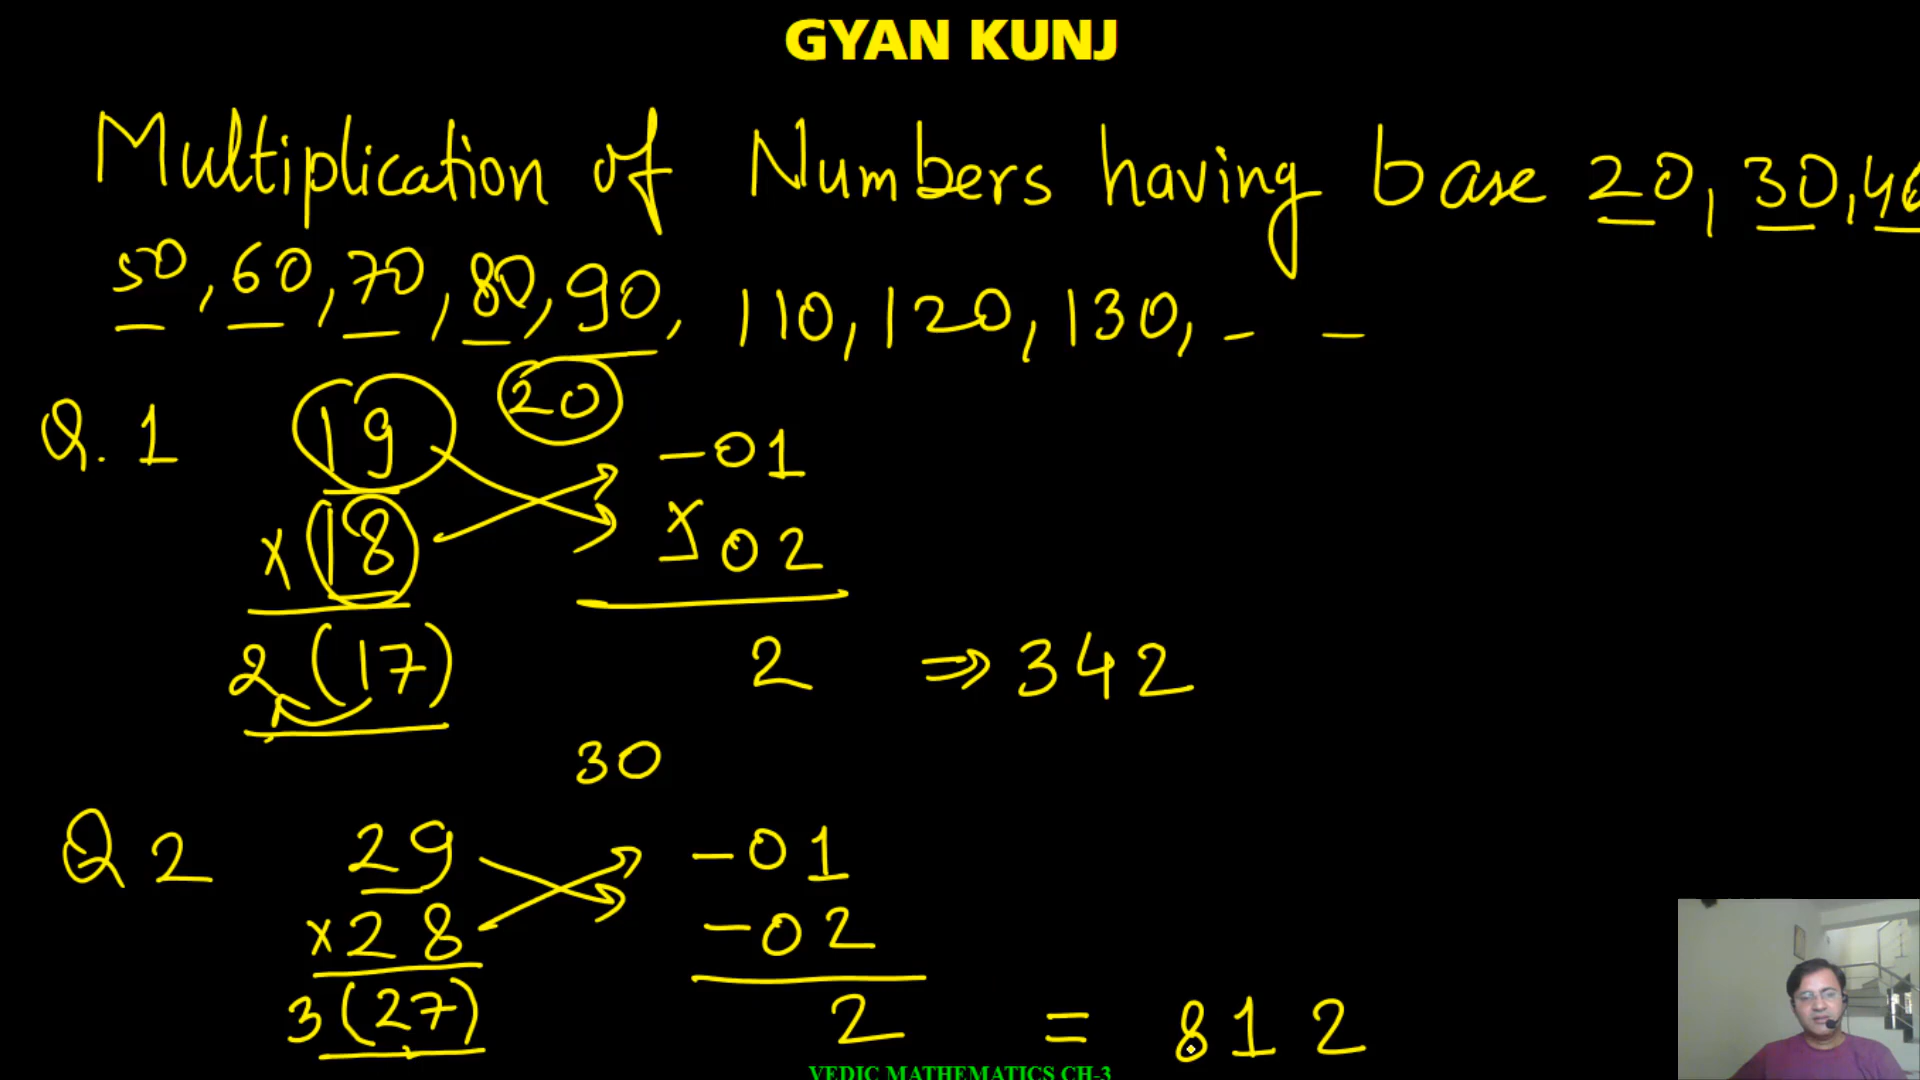 GYAN KUNJ
Multiplication of Numbers having base 20, 30, 40
50, 60, 70, 80, 90, 110, 120, 130, - -
20
Q. 1 19 -01
x 18 x -02
2 (17) 2 ⇒ 342
30
Q 2 29 -01
x 28 -02
3 (27) 2 = 812
VEDIC MATHEMATICS CH-3